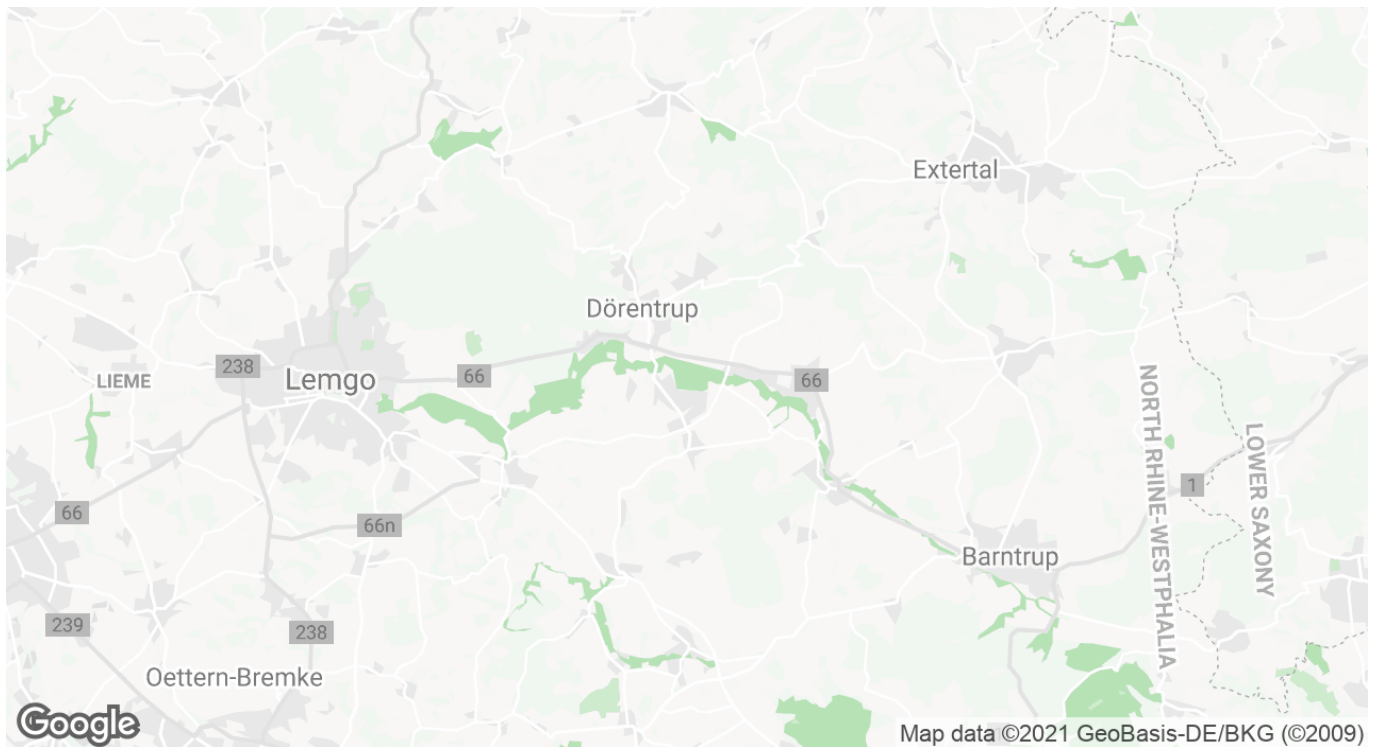 Extertal
Dörentrup
238
66
66
LIEME
Lemgo
NORTH RHINE-WESTPHALIA
LOWER SAXONY
1
66
66n
Barntrup
239
238
Oettern-Bremke
Google
Map data ©2021 GeoBasis-DE/BKG (©2009)